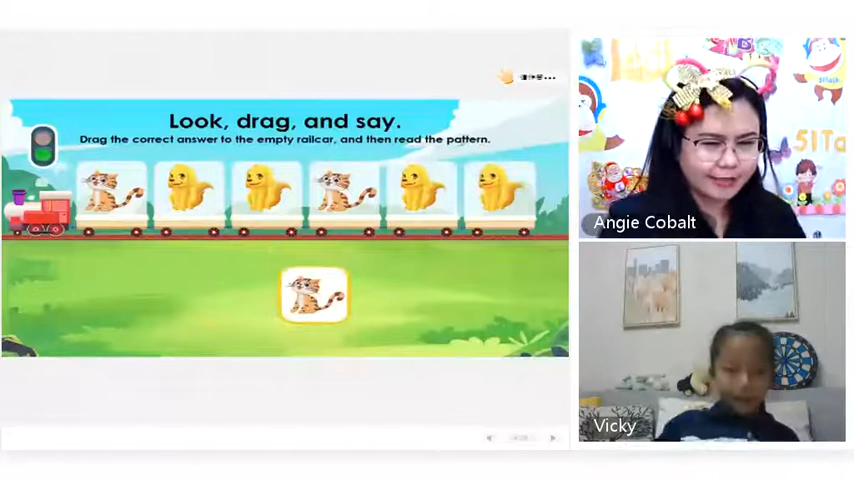 Look, drag, and say.
Drag the correct answer to the empty railcar, and then read the pattern.
51Ta
Angie Cobalt
Vicky